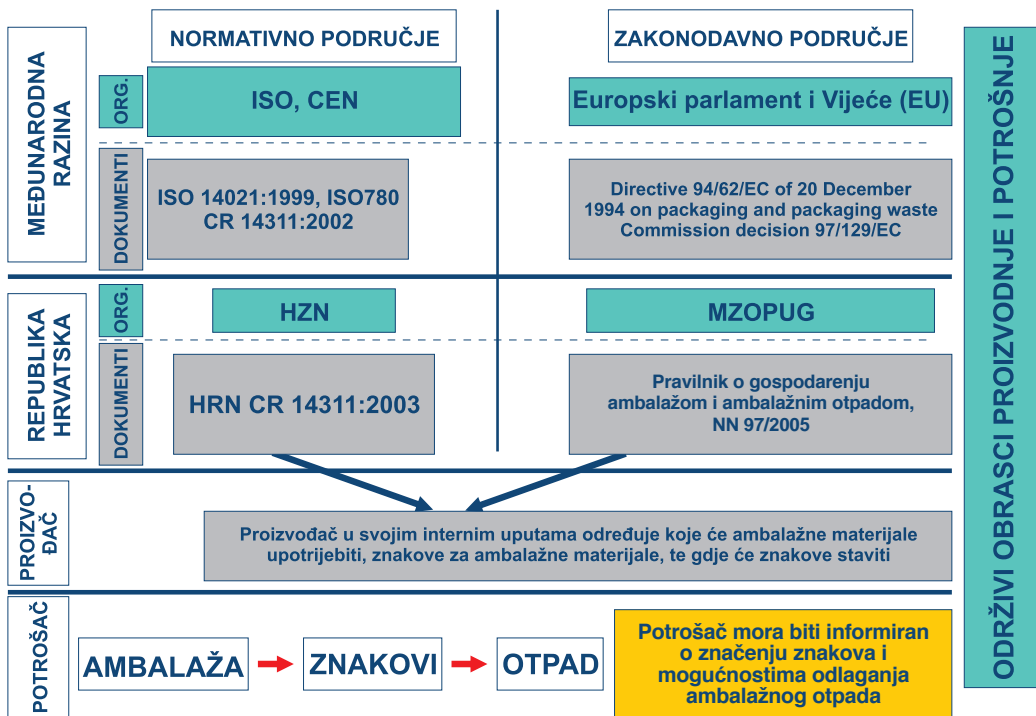 NORMATIVNO PODRUČJE
ZAKONODAVNO PODRUČJE
MEĐUNARODNA
RAZINA
ORG.
ISO, CEN
Europski parlament i Vijeće (EU)
DOKUMENTI
ISO 14021:1999, ISO780
CR 14311:2002
Directive 94/62/EC of 20 December
1994 on packaging and packaging waste
Commission decision 97/129/EC
REPUBLIKA
HRVATSKA
ORG.
HZN
MZOPUG
DOKUMENTI
HRN CR 14311:2003
Pravilnik o gospodarenju
ambalažom i ambalažnim otpadom,
NN 97/2005
PROIZVO-
ĐAČ
Proizvođač u svojim internim uputama određuje koje će ambalažne materijale
upotrijebiti, znakove za ambalažne materijale, te gdje će znakove staviti
POTROŠAČ
AMBALAŽA
ZNAKOVI
OTPAD
Potrošač mora biti informiran
o značenju znakova i
mogućnostima odlaganja
ambalažnog otpada
ODRŽIVI OBRASCI PROIZVODNJE I POTROŠNJE